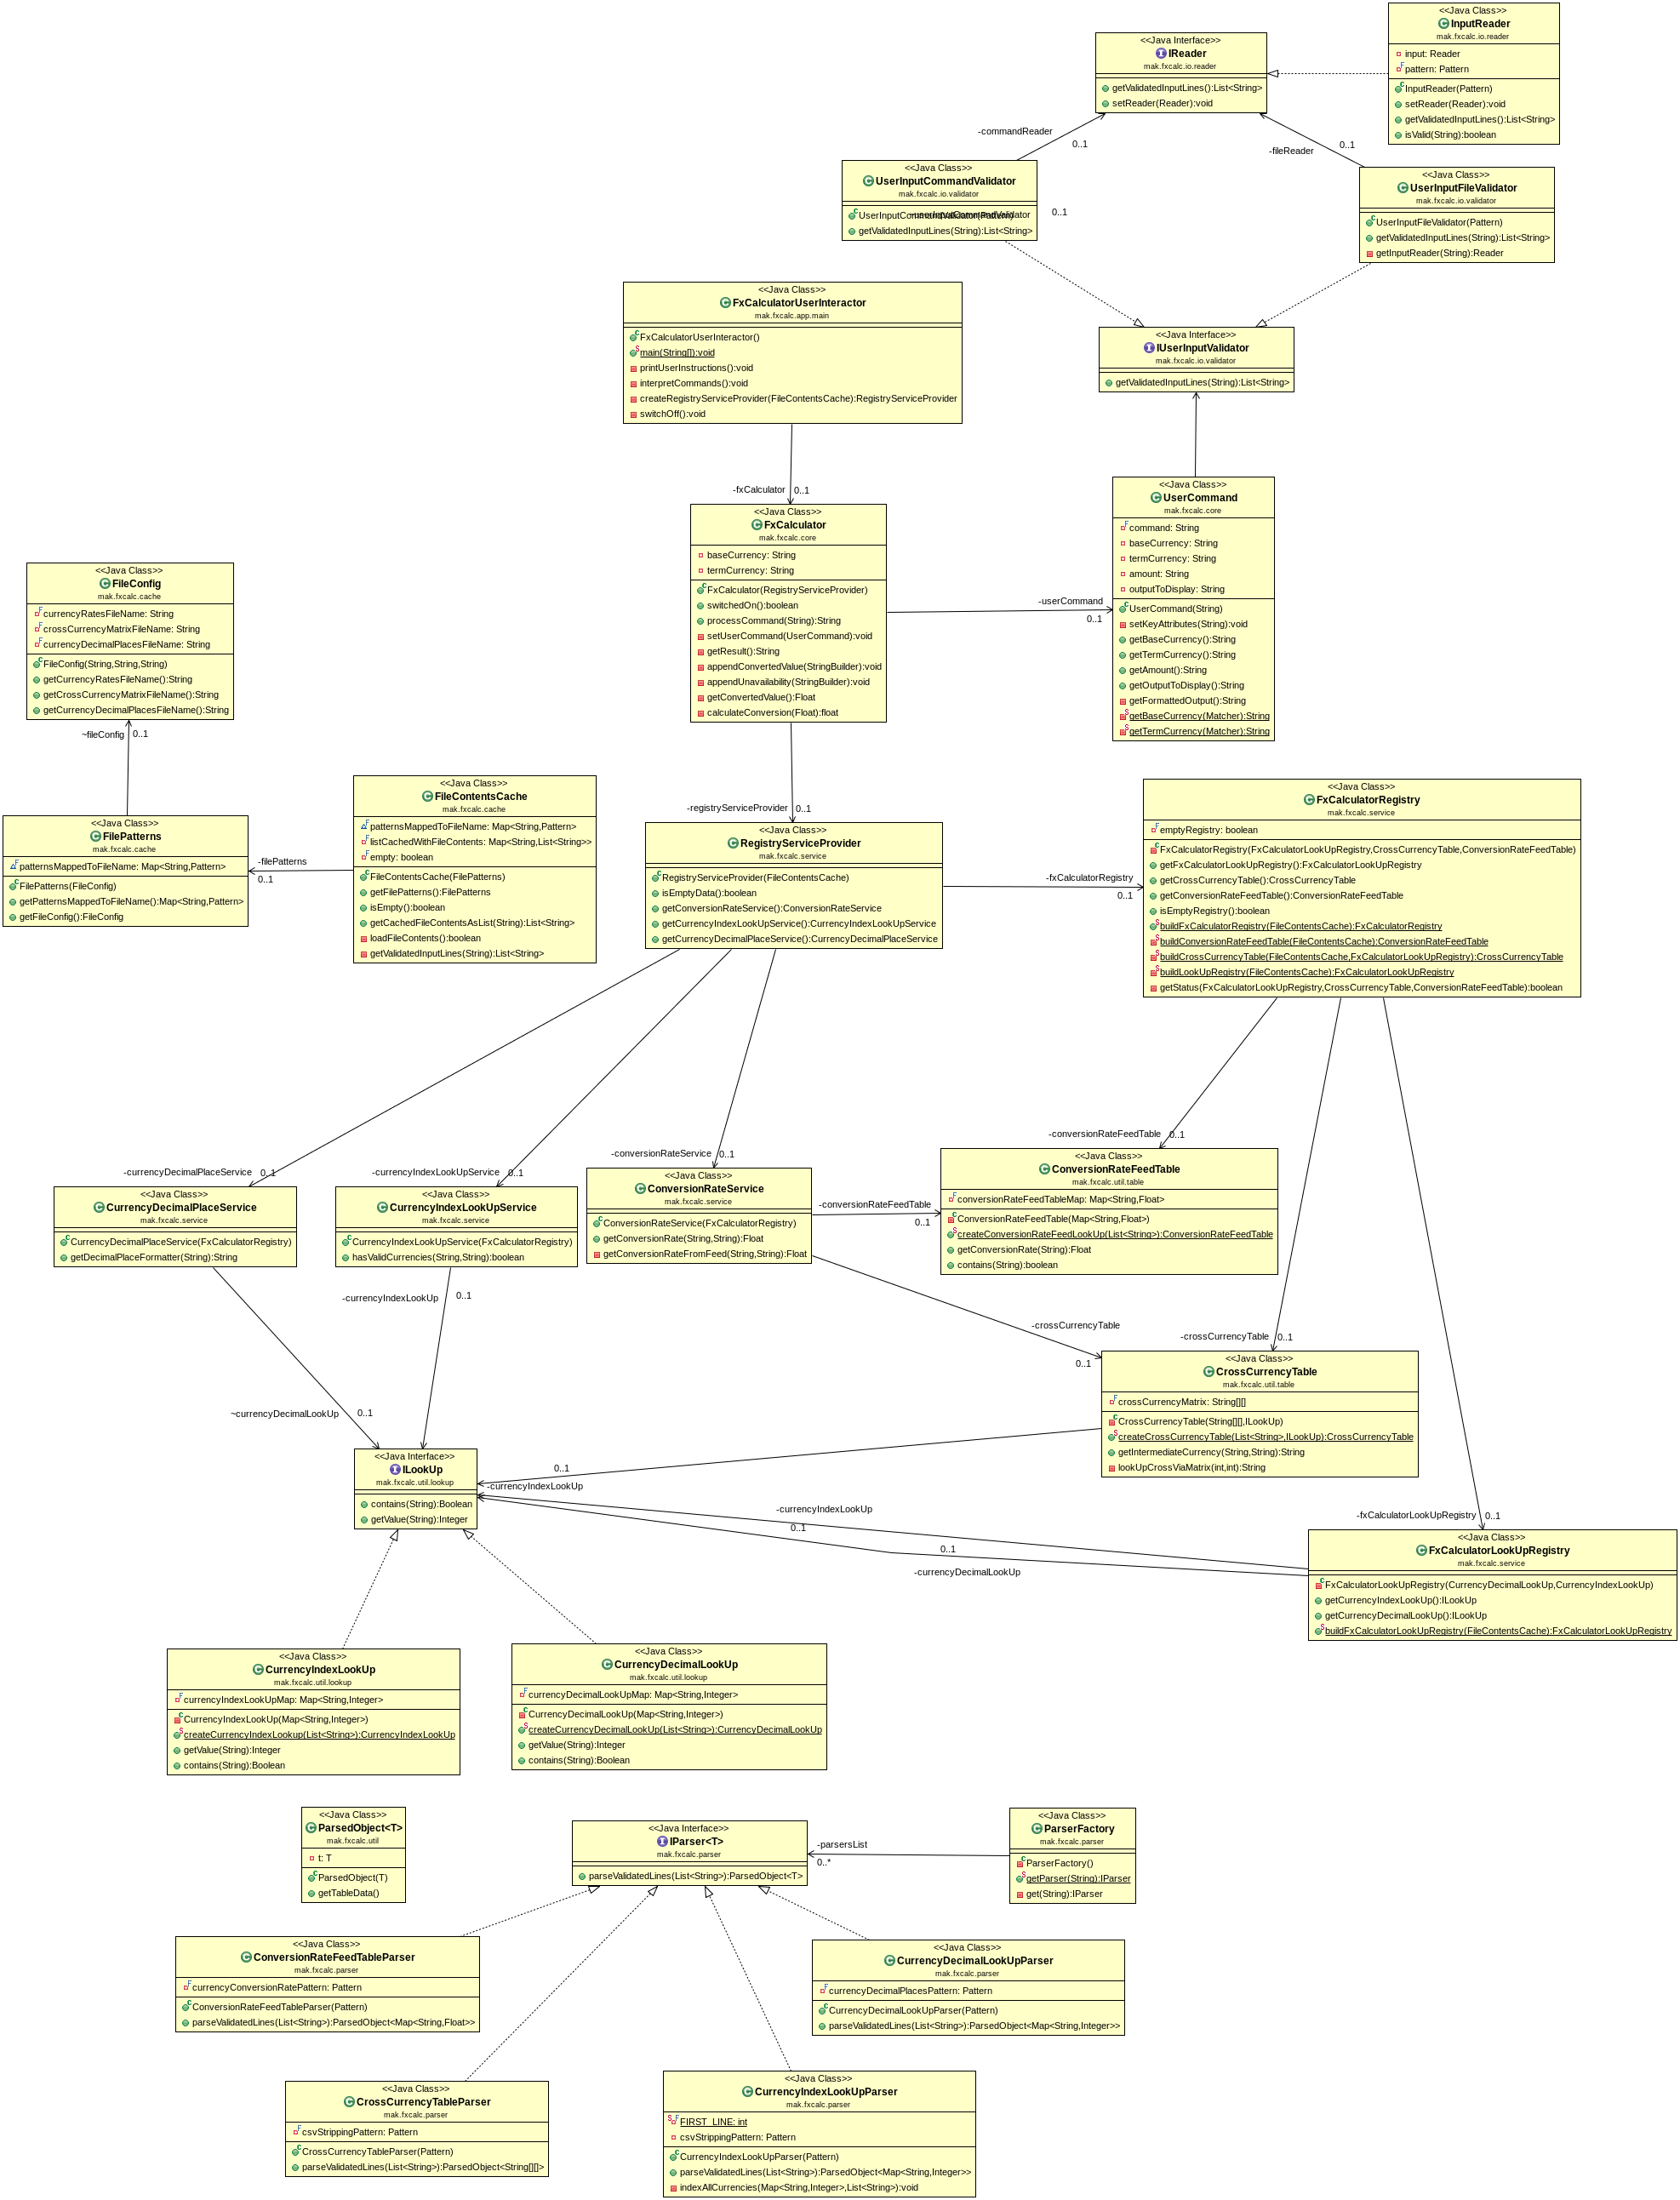 <<Java Class>>
InputReader
mak.fxcalc.io.reader
input: Reader
pattern: Pattern
InputReader(Pattern)
setReader(Reader):void
getValidatedInputLines():List<String>
isValid(String):boolean
<<Java Interface>>
IReader
mak.fxcalc.io.reader
getValidatedInputLines():List<String>
setReader(Reader):void
-commandReader
0..1
-fileReader
0..1
<<Java Class>>
UserInputCommandValidator
mak.fxcalc.io.validator
UserInputCommandValidator(Pattern)
~userInputCommandValidator
0..1
getValidatedInputLines(String):List<String>
<<Java Class>>
UserInputFileValidator
mak.fxcalc.io.validator
UserInputFileValidator(Pattern)
getValidatedInputLines(String):List<String>
getInputReader(String):Reader
<<Java Class>>
FxCalculatorUserInteractor
mak.fxcalc.app.main
FxCalculatorUserInteractor()
main(String[]):void
printUserInstructions():void
interpretCommands():void
createRegistryServiceProvider(FileContentsCache):RegistryServiceProvider
switchOff():void
<<Java Interface>>
IUserInputValidator
mak.fxcalc.io.validator
getValidatedInputLines(String):List<String>
-fxCalculator
0..1
<<Java Class>>
FxCalculator
mak.fxcalc.core
baseCurrency: String
termCurrency: String
FxCalculator(RegistryServiceProvider)
switchedOn():boolean
processCommand(String):String
setUserCommand(UserCommand):void
getResult():String
appendConvertedValue(StringBuilder):void
appendUnavailability(StringBuilder):void
getConvertedValue():Float
calculateConversion(Float):float
-userCommand
0..1
<<Java Class>>
UserCommand
mak.fxcalc.core
command: String
baseCurrency: String
termCurrency: String
amount: String
outputToDisplay: String
UserCommand(String)
setKeyAttributes(String):void
getBaseCurrency():String
getTermCurrency():String
getAmount():String
getOutputToDisplay():String
getFormattedOutput():String
getBaseCurrency(Matcher):String
getTermCurrency(Matcher):String
<<Java Class>>
FileConfig
mak.fxcalc.cache
currencyRatesFileName: String
crossCurrencyMatrixFileName: String
currencyDecimalPlacesFileName: String
FileConfig(String,String,String)
getCurrencyRatesFileName():String
getCrossCurrencyMatrixFileName():String
getCurrencyDecimalPlacesFileName():String
~fileConfig
0..1
<<Java Class>>
FilePatterns
mak.fxcalc.cache
patternsMappedToFileName: Map<String,Pattern>
FilePatterns(FileConfig)
getPatternsMappedToFileName():Map<String,Pattern>
getFileConfig():FileConfig
-filePatterns
0..1
<<Java Class>>
FileContentsCache
mak.fxcalc.cache
patternsMappedToFileName: Map<String,Pattern>
listCachedWithFileContents: Map<String,List<String>>
empty: boolean
FileContentsCache(FilePatterns)
getFilePatterns():FilePatterns
isEmpty():boolean
getCachedFileContentsAsList(String):List<String>
loadFileContents():boolean
getValidatedInputLines(String):List<String>
-registryServiceProvider
0..1
<<Java Class>>
RegistryServiceProvider
mak.fxcalc.service
RegistryServiceProvider(FileContentsCache)
isEmptyData():boolean
getConversionRateService():ConversionRateService
getCurrencyIndexLookUpService():CurrencyIndexLookUpService
getCurrencyDecimalPlaceService():CurrencyDecimalPlaceService
-fxCalculatorRegistry
0..1
<<Java Class>>
FxCalculatorRegistry
mak.fxcalc.service
emptyRegistry: boolean
FxCalculatorRegistry(FxCalculatorLookUpRegistry,CrossCurrencyTable,ConversionRateFeedTable)
getFxCalculatorLookUpRegistry():FxCalculatorLookUpRegistry
getCrossCurrencyTable():CrossCurrencyTable
getConversionRateFeedTable():ConversionRateFeedTable
isEmptyRegistry():boolean
buildFxCalculatorRegistry(FileContentsCache):FxCalculatorRegistry
buildConversionRateFeedTable(FileContentsCache):ConversionRateFeedTable
buildCrossCurrencyTable(FileContentsCache,FxCalculatorLookUpRegistry):CrossCurrencyTable
buildLookUpRegistry(FileContentsCache):FxCalculatorLookUpRegistry
getStatus(FxCalculatorLookUpRegistry,CrossCurrencyTable,ConversionRateFeedTable):boolean
-currencyDecimalPlaceService
0..1
-currencyIndexLookUpService
0..1
-conversionRateService
0..1
-conversionRateFeedTable
0..1
<<Java Class>>
CurrencyDecimalPlaceService
mak.fxcalc.service
CurrencyDecimalPlaceService(FxCalculatorRegistry)
getDecimalPlaceFormatter(String):String
<<Java Class>>
CurrencyIndexLookUpService
mak.fxcalc.service
CurrencyIndexLookUpService(FxCalculatorRegistry)
hasValidCurrencies(String,String):boolean
<<Java Class>>
ConversionRateService
mak.fxcalc.service
ConversionRateService(FxCalculatorRegistry)
getConversionRate(String,String):Float
getConversionRateFromFeed(String,String):Float
-conversionRateFeedTable
0..1
<<Java Class>>
ConversionRateFeedTable
mak.fxcalc.util.table
conversionRateFeedTableMap: Map<String,Float>
ConversionRateFeedTable(Map<String,Float>)
createConversionRateFeedLookUp(List<String>):ConversionRateFeedTable
getConversionRate(String):Float
contains(String):boolean
-currencyIndexLookUp
0..1
-crossCurrencyTable
0..1
-crossCurrencyTable
0..1
<<Java Class>>
CrossCurrencyTable
mak.fxcalc.util.table
crossCurrencyMatrix: String[][]
CrossCurrencyTable(String[][],ILookUp)
createCrossCurrencyTable(List<String>,ILookUp):CrossCurrencyTable
getIntermediateCurrency(String,String):String
lookUpCrossViaMatrix(int,int):String
~currencyDecimalLookUp
0..1
<<Java Interface>>
ILookUp
mak.fxcalc.util.lookup
contains(String):Boolean
getValue(String):Integer
0..1
-currencyIndexLookUp
-currencyIndexLookUp
0..1
0..1
-currencyDecimalLookUp
-fxCalculatorLookUpRegistry
0..1
<<Java Class>>
FxCalculatorLookUpRegistry
mak.fxcalc.service
FxCalculatorLookUpRegistry(CurrencyDecimalLookUp,CurrencyIndexLookUp)
getCurrencyIndexLookUp():ILookUp
getCurrencyDecimalLookUp():ILookUp
buildFxCalculatorLookUpRegistry(FileContentsCache):FxCalculatorLookUpRegistry
<<Java Class>>
CurrencyIndexLookUp
mak.fxcalc.util.lookup
currencyIndexLookUpMap: Map<String,Integer>
CurrencyIndexLookUp(Map<String,Integer>)
createCurrencyIndexLookup(List<String>):CurrencyIndexLookUp
getValue(String):Integer
contains(String):Boolean
<<Java Class>>
CurrencyDecimalLookUp
mak.fxcalc.util.lookup
currencyDecimalLookUpMap: Map<String,Integer>
CurrencyDecimalLookUp(Map<String,Integer>)
createCurrencyDecimalLookUp(List<String>):CurrencyDecimalLookUp
getValue(String):Integer
contains(String):Boolean
<<Java Class>>
ParsedObject<T>
mak.fxcalc.util
t: T
ParsedObject(T)
getTableData()
<<Java Interface>>
IParser<T>
mak.fxcalc.parser
parseValidatedLines(List<String>):ParsedObject<T>
-parsersList
0..*
<<Java Class>>
ParserFactory
mak.fxcalc.parser
ParserFactory()
getParser(String):IParser
get(String):IParser
<<Java Class>>
ConversionRateFeedTableParser
mak.fxcalc.parser
currencyConversionRatePattern: Pattern
ConversionRateFeedTableParser(Pattern)
parseValidatedLines(List<String>):ParsedObject<Map<String,Float>>
<<Java Class>>
CurrencyDecimalLookUpParser
mak.fxcalc.parser
currencyDecimalPlacesPattern: Pattern
CurrencyDecimalLookUpParser(Pattern)
parseValidatedLines(List<String>):ParsedObject<Map<String,Integer>>
<<Java Class>>
CrossCurrencyTableParser
mak.fxcalc.parser
csvStrippingPattern: Pattern
CrossCurrencyTableParser(Pattern)
parseValidatedLines(List<String>):ParsedObject<String[][]>
<<Java Class>>
CurrencyIndexLookUpParser
mak.fxcalc.parser
FIRST_LINE: int
csvStrippingPattern: Pattern
CurrencyIndexLookUpParser(Pattern)
parseValidatedLines(List<String>):ParsedObject<Map<String,Integer>>
indexAllCurrencies(Map<String,Integer>,List<String>):void